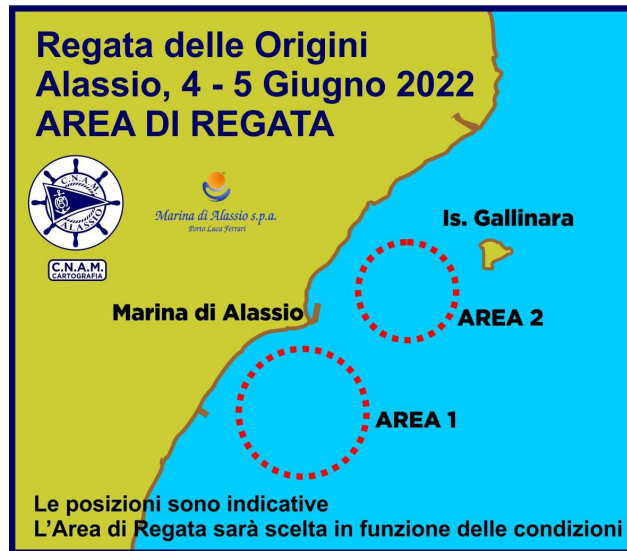 Regata delle Origini
Alassio, 4 - 5 Giugno 2022
AREA DI REGATA
C.N.A.M.
ALASSIO
Marina di Alassio s.p.a.
Porto Luca Ferrari
C.N.A.M.
CARTOGRAFIA
Is. Gallinara
Marina di Alassio
AREA 2
AREA 1
Le posizioni sono indicative
L'Area di Regata sarà scelta in funzione delle condizioni